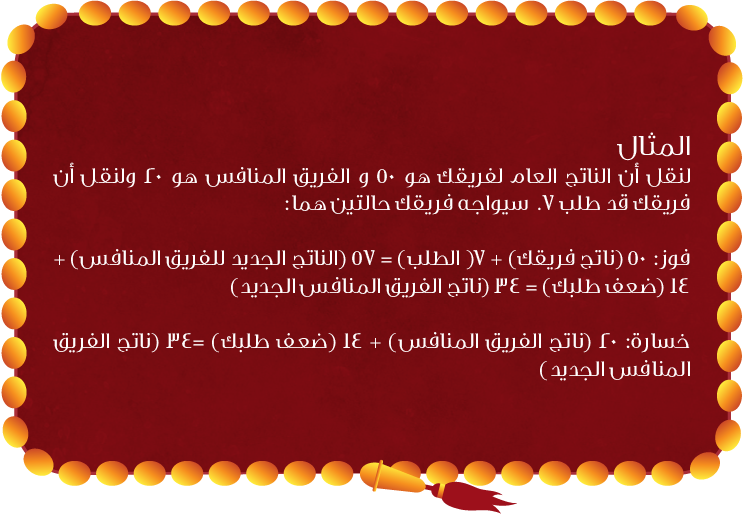 المثال
لنقل أن الناتج العام لفريقك هو ٥٠ و الفريق المنافس هو ٢٠ ولنقل أن
فريقك قد طلب ٧. سيواجه فريقك حالتين هما:
فوز: ٥٠ (ناتج فريقك) + ٧( الطلب) = ٥٧ (الناتج الجديد للفريق المنافس) +
١٤ (ضعف طلبك) = ٣٤ (ناتج الفريق المنافس الجديد)
خسارة: ٢٠ (ناتج الفريق المنافس) + ١٤ (ضعف طلبك) =٣٤ (ناتج الفريق
المنافس الجديد )